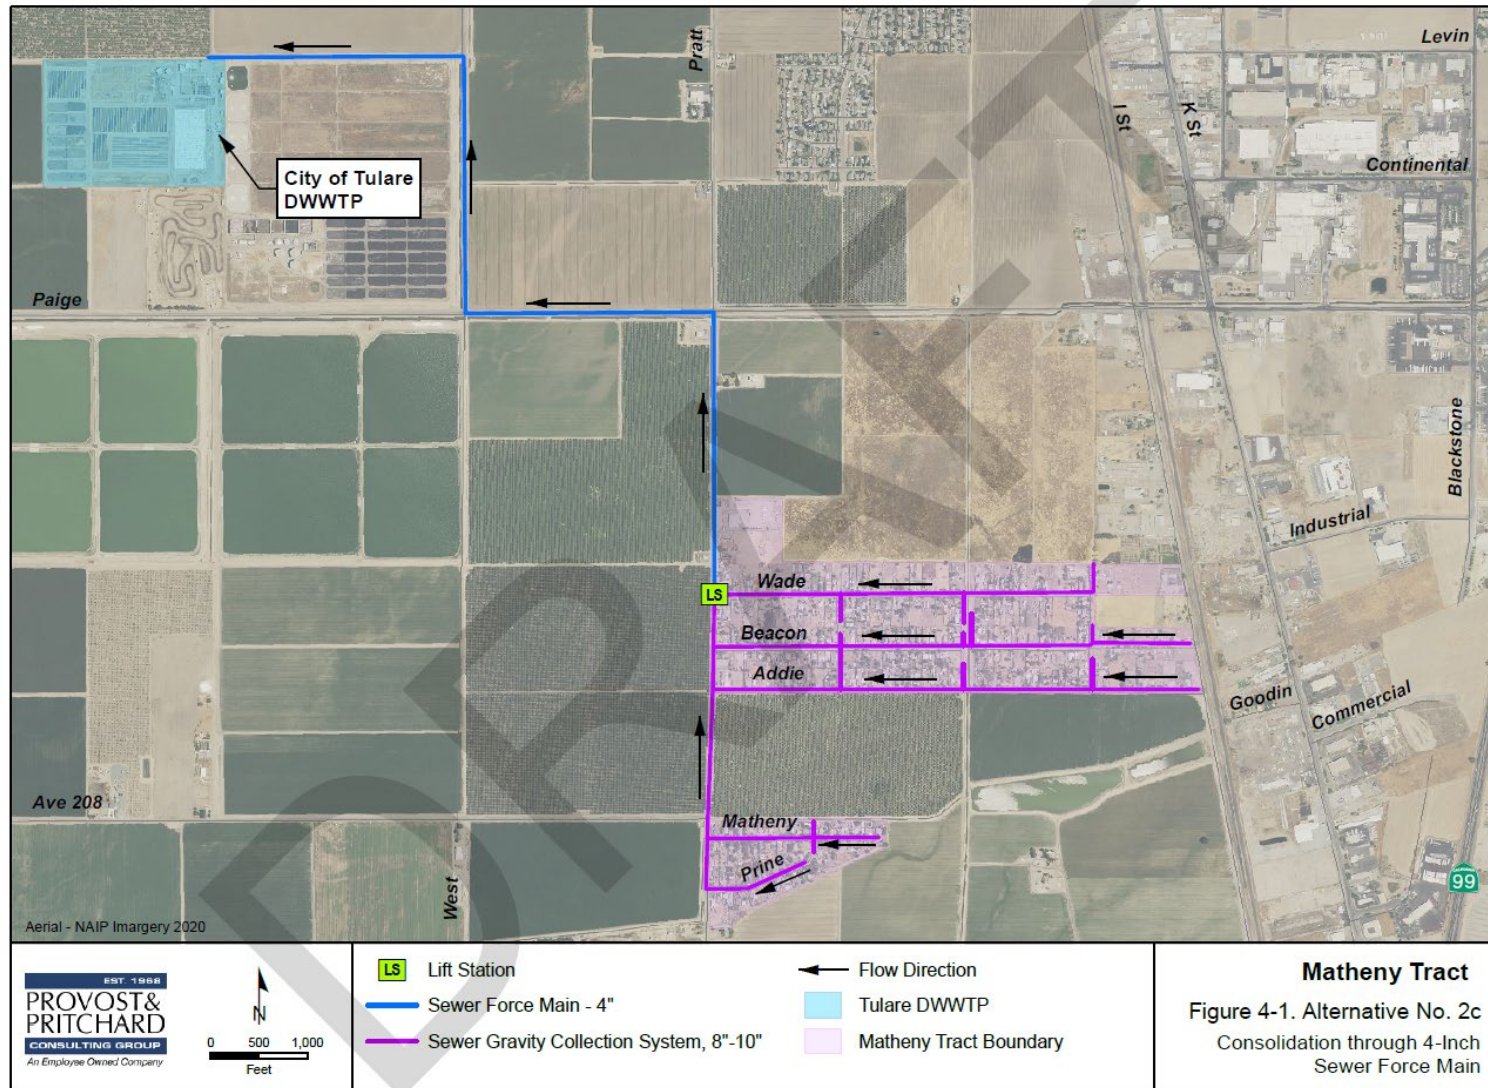 Levin
Pratt
I St
K St
Continental
City of Tulare
DWWTP
Paige
Blackstone
Industrial
Wade
LS
Beacon
Addie
Goodin
Commercial
Ave 208
Matheny
Prine
West
99
Aerial - NAIP Imargery 2020
DRAFT
EST. 1968
PROVOST&
PRITCHARD
CONSULTING GROUP
An Employee Owned Company
N
0 500 1,000
Feet
LS Lift Station
Sewer Force Main - 4"
Sewer Gravity Collection System, 8"-10"
Flow Direction
Tulare DWWTP
Matheny Tract Boundary
Matheny Tract
Figure 4-1. Alternative No. 2c
Consolidation through 4-Inch
Sewer Force Main